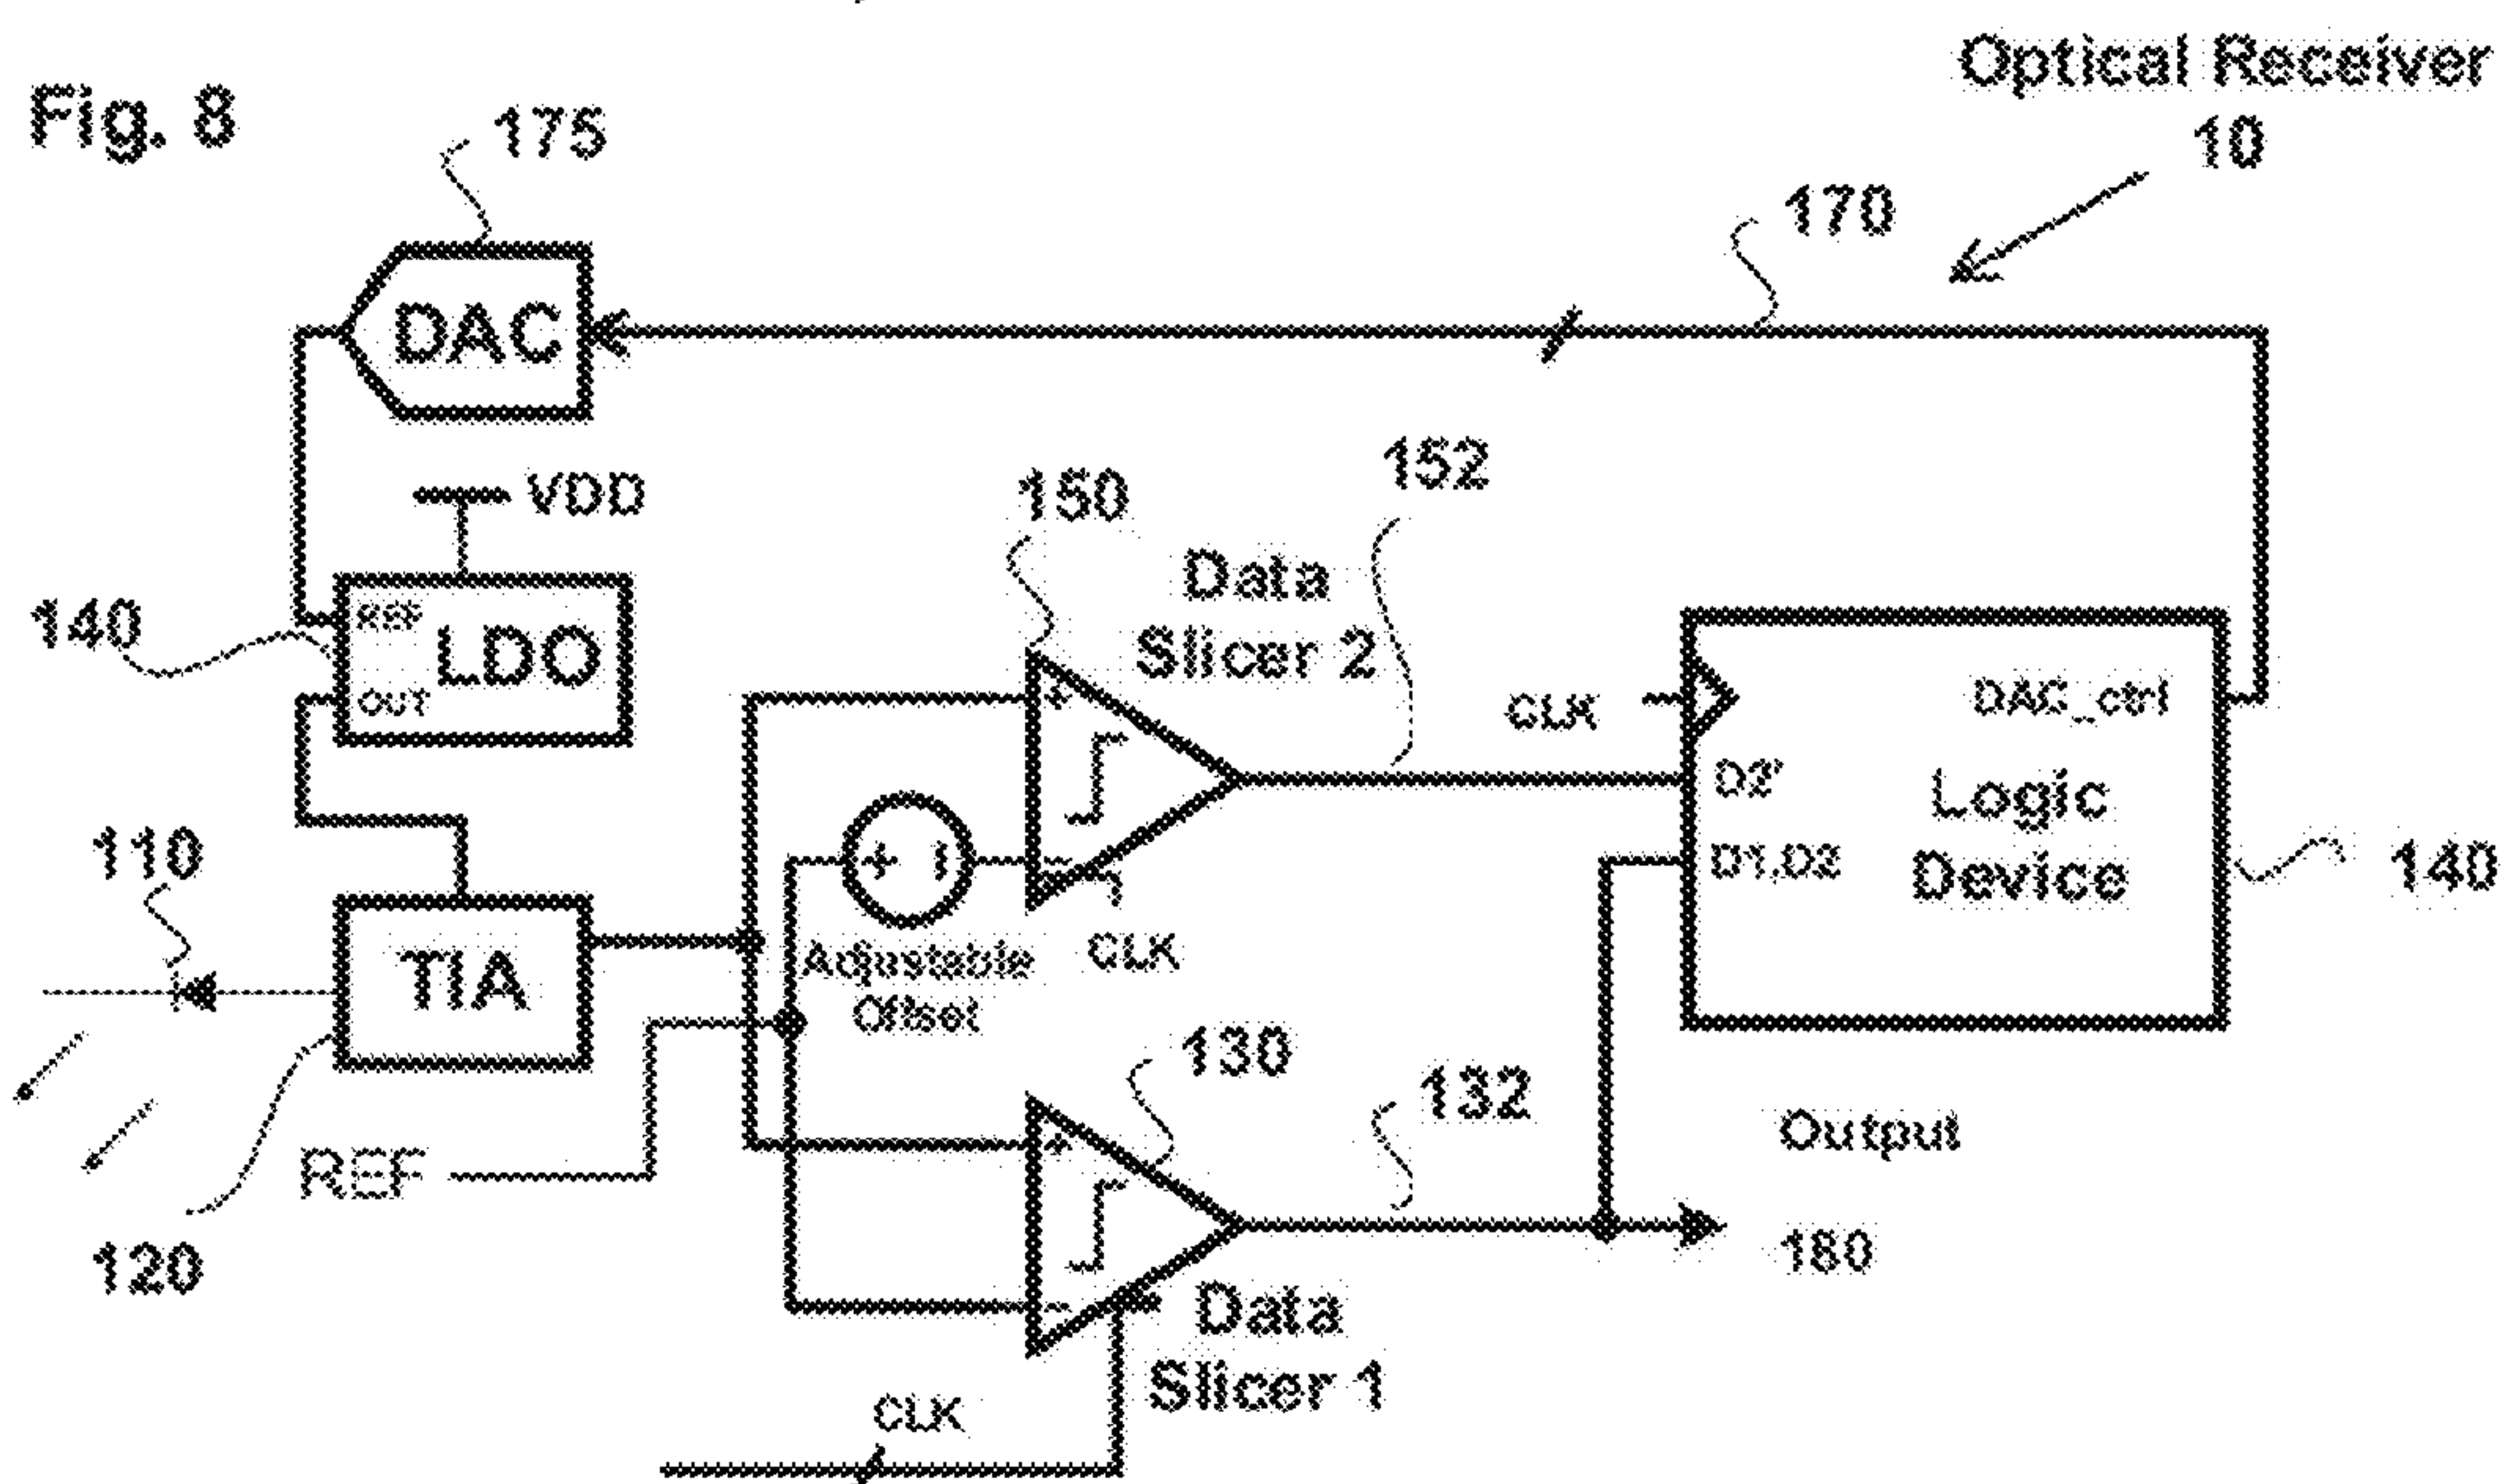 Optical Receiver
Fig. 8
175
10
170
DAC
VDD
150
152
Data
Slicer 2
140
REF
LDO
OUT
CLK
DAC_ctrl
D2'
Logic
Device
D1,D2
140
110
TIA
Adjustable
Offset
CLK
130
132
Output
REF
120
Data
Slicer 1
CLK